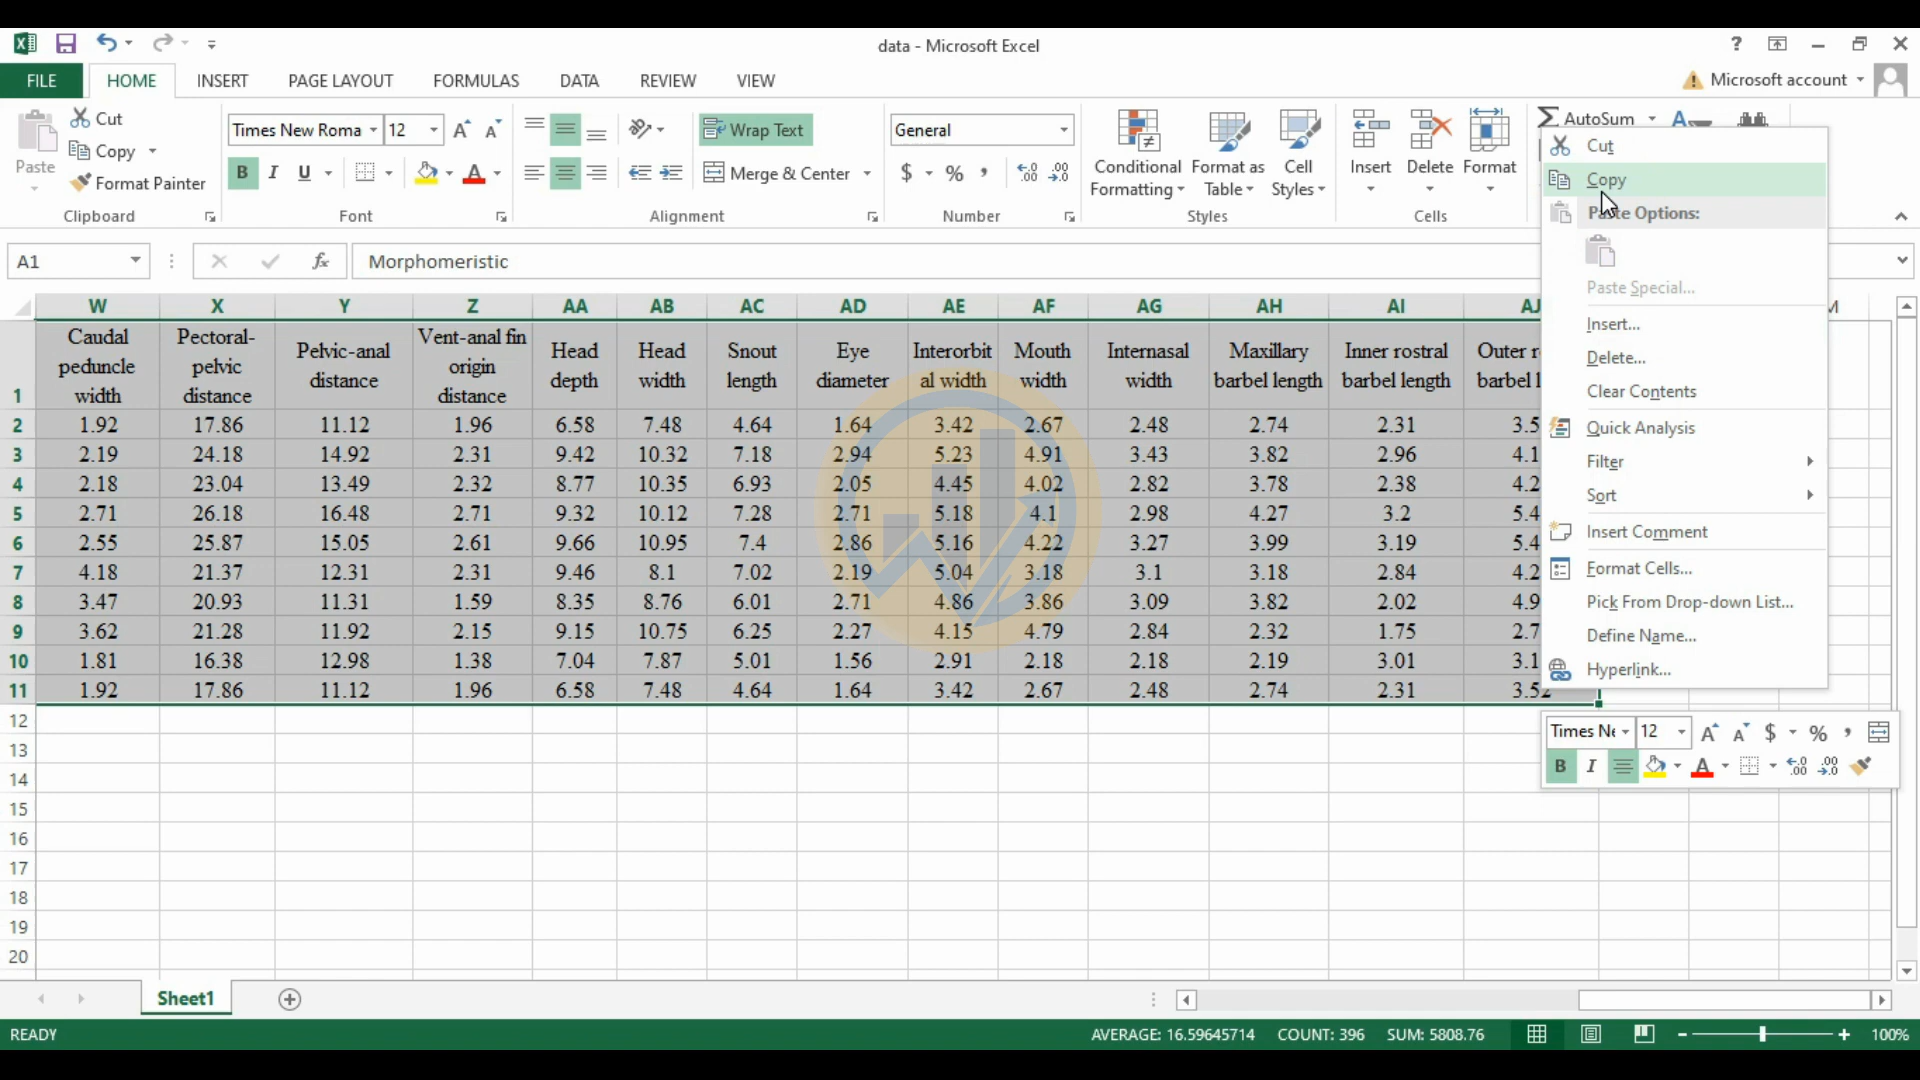 data - Microsoft Excel
?
FILE HOME INSERT PAGE LAYOUT FORMULAS DATA REVIEW VIEW
Microsoft account
Paste
Cut
Copy
Format Painter
Clipboard
Times New Roma 12
B I U
Font
Wrap Text
Merge & Center
Alignment
General
$ % ,
Number
Conditional Formatting
Format as Table
Cell Styles
Styles
Insert Delete Format
Cells
AutoSum
A1 fx Morphomeristic
W X Y Z AA AB AC AD AE AF AG AH AI AJ
1
Caudal peduncle width
Pectoral-pelvic distance
Pelvic-anal distance
Vent-anal fin origin distance
Head depth
Head width
Snout length
Eye diameter
Interorbital width
Mouth width
Internasal width
Maxillary barbel length
Inner rostral barbel length
Outer
barbel
2 1.92 17.86 11.12 1.96 6.58 7.48 4.64 1.64 3.42 2.67 2.48 2.74 2.31 3.5
3 2.19 24.18 14.92 2.31 9.42 10.32 7.18 2.94 5.23 4.91 3.43 3.82 2.96 4.1
4 2.18 23.04 13.49 2.32 8.77 10.35 6.93 2.05 4.45 4.02 2.82 3.78 2.38 4.2
5 2.71 26.18 16.48 2.71 9.32 10.12 7.28 2.71 5.18 4.1 2.98 4.27 3.2 5.4
6 2.55 25.87 15.05 2.61 9.66 10.95 7.4 2.86 5.16 4.22 3.27 3.99 3.19 5.4
7 4.18 21.37 12.31 2.31 9.46 8.1 7.02 2.19 5.04 3.18 3.1 3.18 2.84 4.2
8 3.47 20.93 11.31 1.59 8.35 8.76 6.01 2.71 4.86 3.86 3.09 3.82 2.02 4.9
9 3.62 21.28 11.92 2.15 9.15 10.75 6.25 2.27 4.15 4.79 2.84 2.32 1.75 2.7
10 1.81 16.38 12.98 1.38 7.04 7.87 5.01 1.56 2.91 2.18 2.18 2.19 3.01 3.1
11 1.92 17.86 11.12 1.96 6.58 7.48 4.64 1.64 3.42 2.67 2.48 2.74 2.31 3.52
12
13
14
15
16
17
18
19
20
Cut
Copy
Paste Options:
Paste Special...
Insert...
Delete...
Clear Contents
Quick Analysis
Filter
Sort
Insert Comment
Format Cells...
Pick From Drop-down List...
Define Name...
Hyperlink...
Times Ne 12 A A $ % ,
B I A
Sheet1
READY AVERAGE: 16.59645714 COUNT: 396 SUM: 5808.76 100%